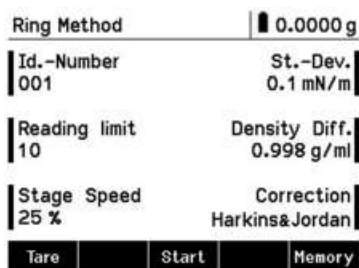 Ring Method 0.0000 g
Id.-Number St.-Dev.
001 0.1 mN/m
Reading limit Density Diff.
10 0.998 g/ml
Stage Speed Correction
25 % Harkins&Jordan
Tare Start Memory